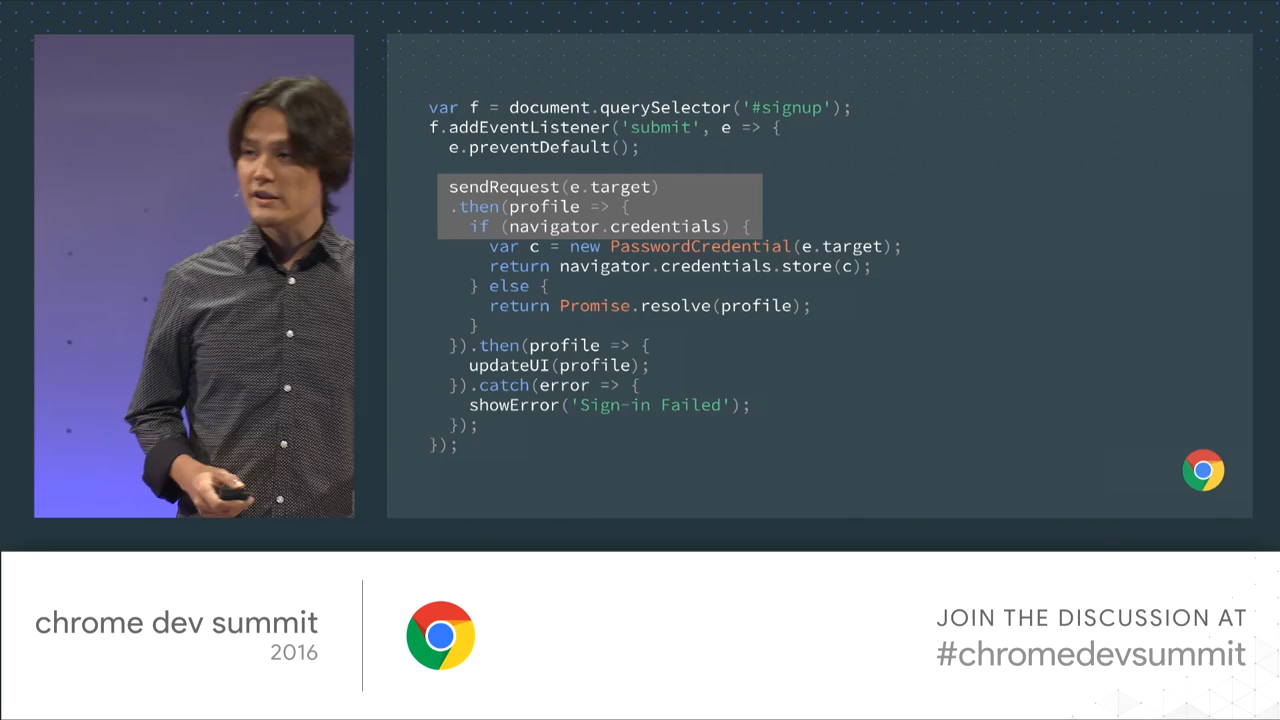 var f = document.querySelector('#signup');
f.addEventListener('submit', e => {
  e.preventDefault();
  sendRequest(e.target)
  .then(profile => {
    if (navigator.credentials) {
      var c = new PasswordCredential(e.target);
      return navigator.credentials.store(c);
    } else {
      return Promise.resolve(profile);
    }
  }).then(profile => {
    updateUI(profile);
  }).catch(error => {
    showError('Sign-in Failed');
  });
});
chrome dev summit
2016
JOIN THE DISCUSSION AT
#chromedevsummit